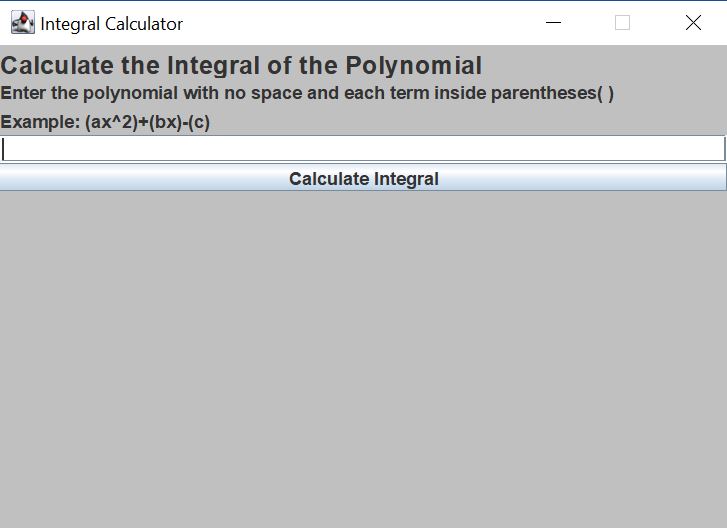 Integral Calculator
Calculate the Integral of the Polynomial
Enter the polynomial with no space and each term inside parentheses( )
Example: (ax^2)+(bx)-(c)
Calculate Integral